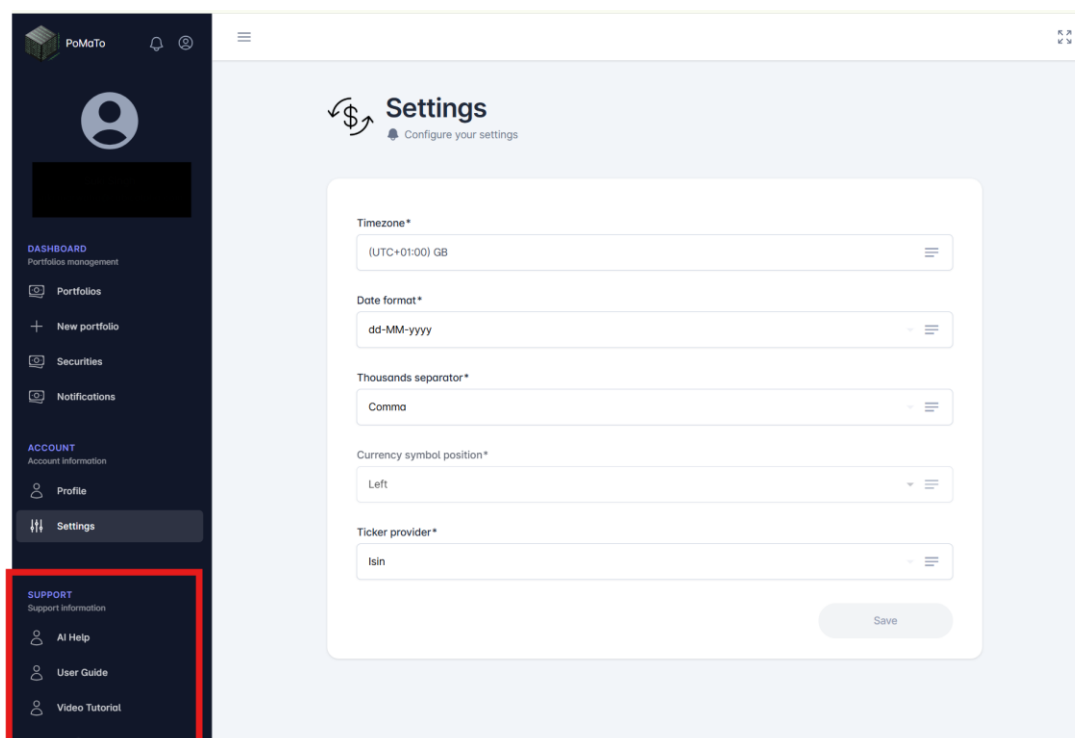 PoMaTo
DASHBOARD
Portfolios management
Portfolios
New portfolio
Securities
Notifications
ACCOUNT
Account information
Profile
Settings
SUPPORT
Support information
AI Help
User Guide
Video Tutorial
Settings
Configure your settings
Timezone*
(UTC+01:00) GB
Date format*
dd-MM-yyyy
Thousands separator*
Comma
Currency symbol position*
Left
Ticker provider*
Isin
Save